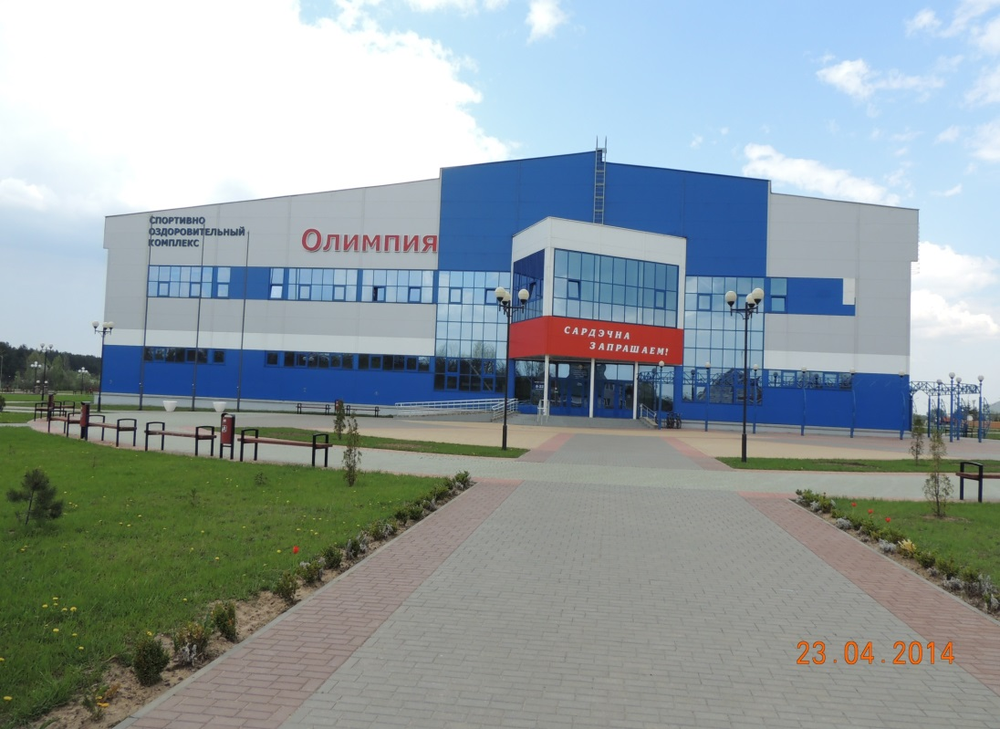 СПОРТИВНО
ОЗДОРОВИТЕЛЬНЫЙ
КОМПЛЕКС
Олимпия
САРДЭЧНА
ЗАПРАШАЕМ!
23.04.2014